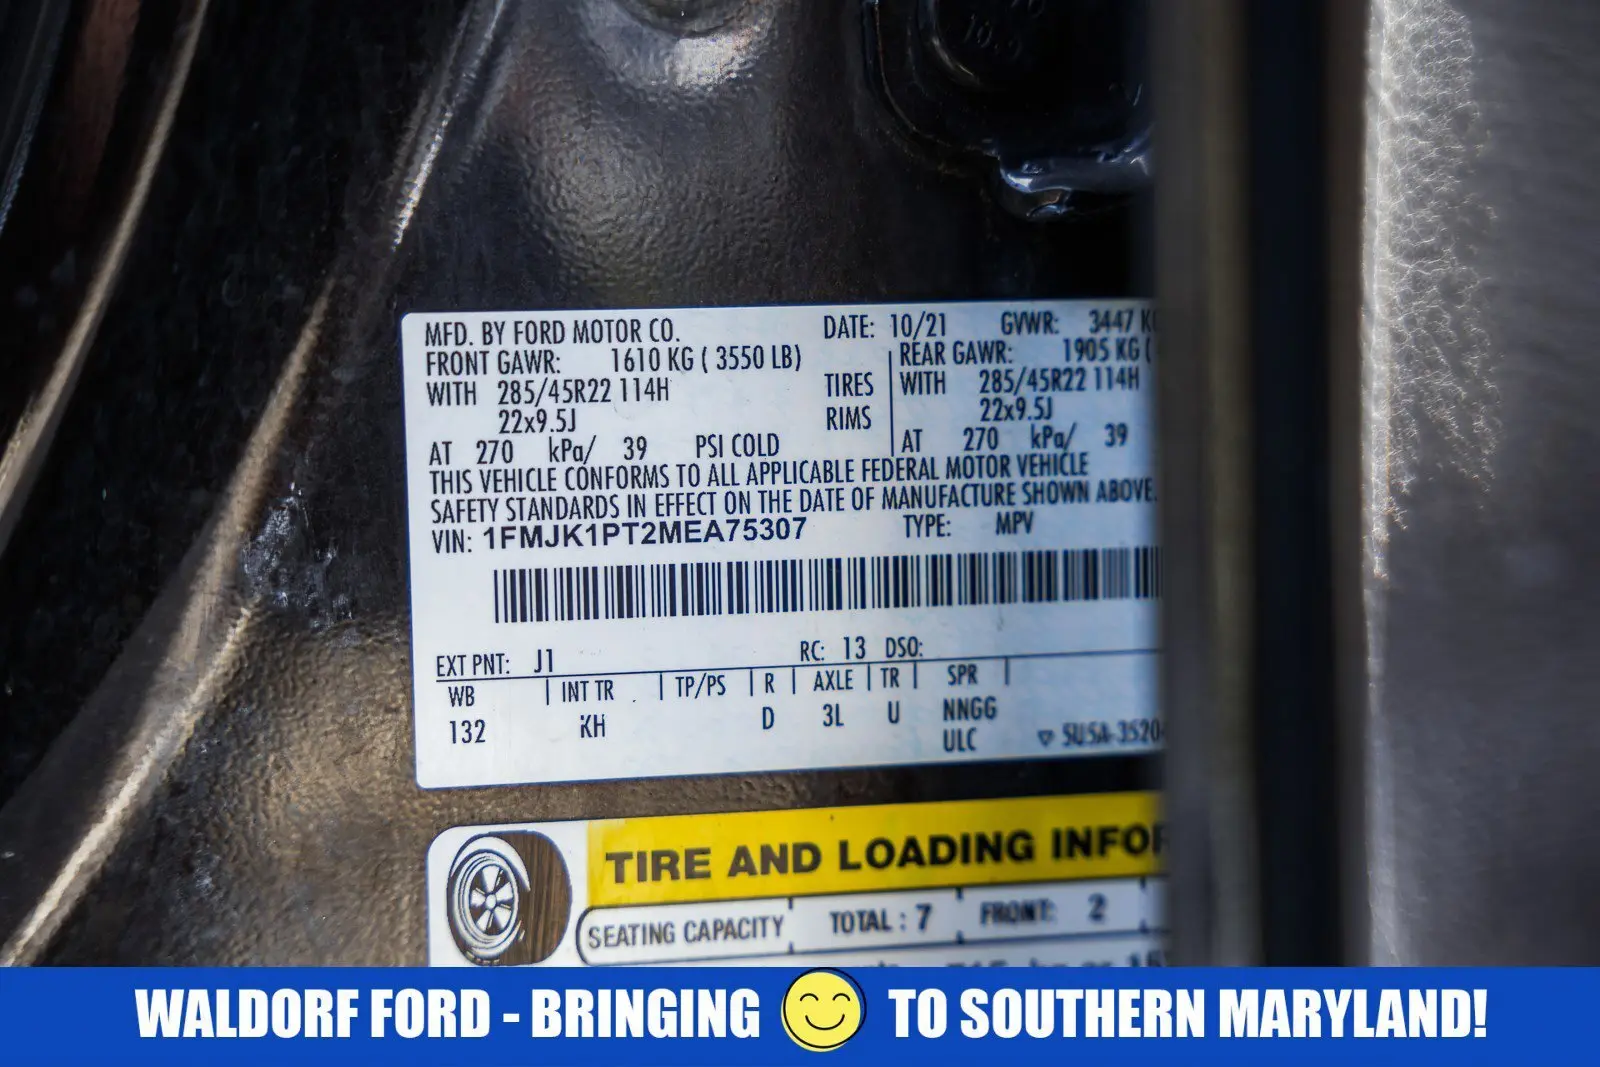 MFD. BY FORD MOTOR CO. DATE: 10/21 GVWR: 3447
FRONT GAWR: 1610 KG ( 3550 LB) REAR GAWR: 1905 KG (
WITH 285/45R22 114H TIRES WITH 285/45R22 114H
22x9.5J RIMS 22x9.5J
AT 270 kPa/ 39 PSI COLD AT 270 kPa/ 39
THIS VEHICLE CONFORMS TO ALL APPLICABLE FEDERAL MOTOR VEHICLE
SAFETY STANDARDS IN EFFECT ON THE DATE OF MANUFACTURE SHOWN ABOVE.
VIN: 1FMJK1PT2MEA75307 TYPE: MPV
EXT PNT: J1 RC: 13 DSO:
WB INT TR TP/PS R AXLE TR SPR
132 KH D 3L U NNGG
ULC 5U5A-3520
TIRE AND LOADING INFOR
SEATING CAPACITY TOTAL : 7 FRONT: 2
WALDORF FORD - BRINGING TO SOUTHERN MARYLAND!